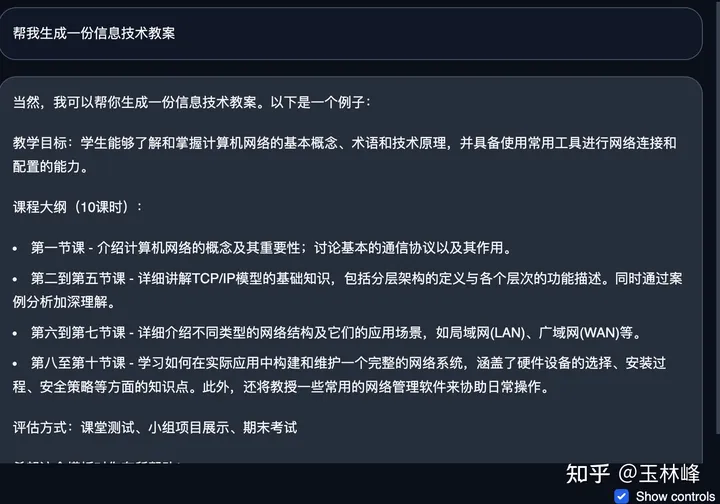 帮我生成一份信息技术教案
当然，我可以帮你生成一份信息技术教案。以下是一个例子：
教学目标：学生能够了解和掌握计算机网络的基本概念、术语和技术原理，并具备使用常用工具进行网络连接和
配置的能力。
课程大纲（10课时）：
• 第一节课 - 介绍计算机网络的概念及其重要性；讨论基本的通信协议以及其作用。
• 第二到第五节课 - 详细讲解TCP/IP模型的基础知识，包括分层架构的定义与各个层次的功能描述。同时通过案
例分析加深理解。
• 第六到第七节课 - 详细介绍不同类型的网络结构及它们的应用场景，如局域网(LAN)、广域网(WAN)等。
• 第八至第十节课 - 学习如何在实际应用中构建和维护一个完整的网络系统，涵盖了硬件设备的选择、安装过
程、安全策略等方面的知识点。此外，还将教授一些常用的网络管理软件来协助日常操作。
评估方式：课堂测试、小组项目展示、期末考试
知乎 @玉林峰
Show controls